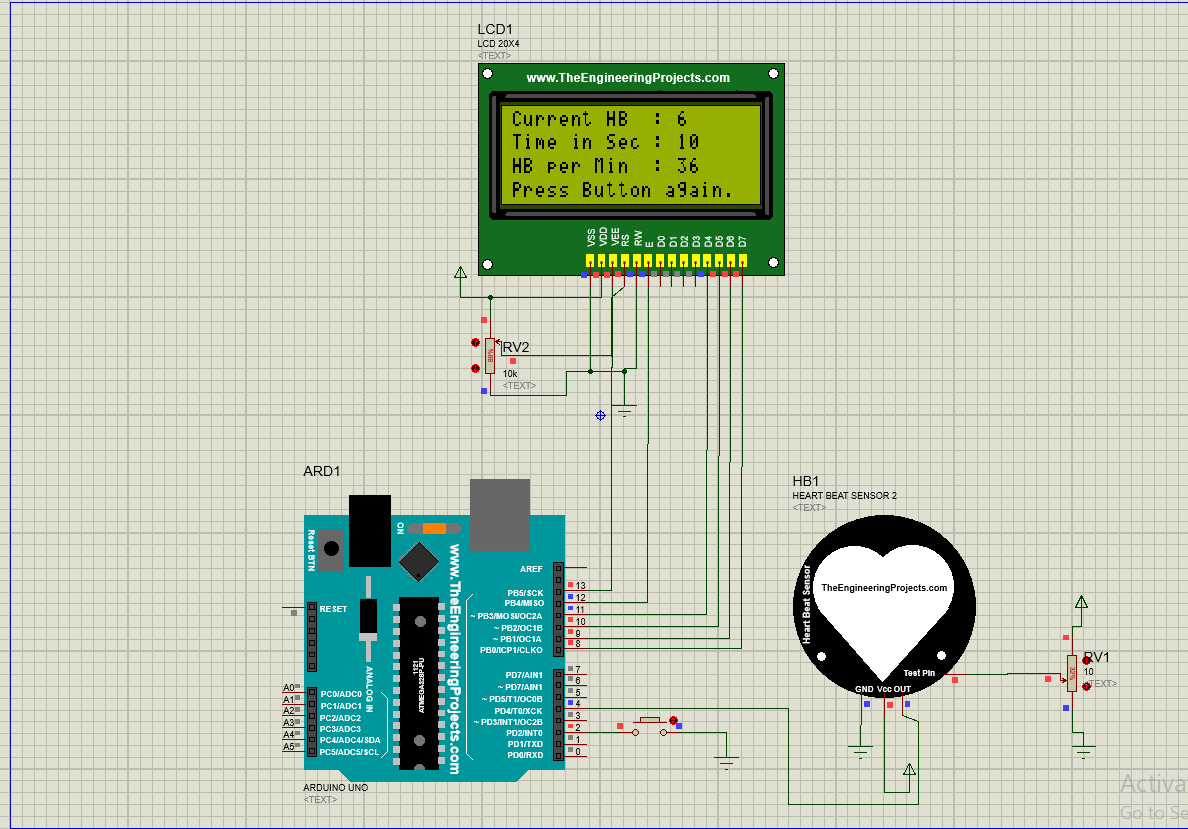 LCD1
LCD 20X4
<TEXT>
www.TheEngineeringProjects.com
Current HB : 6
Time in Sec : 10
HB per Min : 36
Press Button again.
VSS
VDD
VEE
RS
RW
E
D0
D1
D2
D3
D4
D5
D6
D7
RV2
10k
<TEXT>
ARD1
Reset BTN
ON
www.TheEngineeringProjects.com
AREF
PB5/SCK
13
PB4/MISO
12
~ PB3/MOSI/OC2A
11
~ PB2/OC1B
10
~ PB1/OC1A
9
PB0/ICP1/CLKO
8
RESET
1121
ATMEGA328P-PU
ANALOG IN
PD7/AIN1
7
~ PD7/AIN1
6
~ PD5/T1/OC0B
5
PD4/T0/XCK
4
~ PD3/INT1/OC2B
3
PD2/INT0
2
PD1/TXD
1
PD0/RXD
0
A0
PC0/ADC0
A1
PC1/ADC1
A2
PC2/ADC2
A3
PC3/ADC3
A4
PC4/ADC4/SDA
A5
PC5/ADC5/SCL
ARDUINO UNO
<TEXT>
HB1
HEART BEAT SENSOR 2
<TEXT>
Heart Beat Sensor
TheEngineeringProjects.com
Test Pin
GND Vcc OUT
RV1
10
<TEXT>
Activa
Go to Se